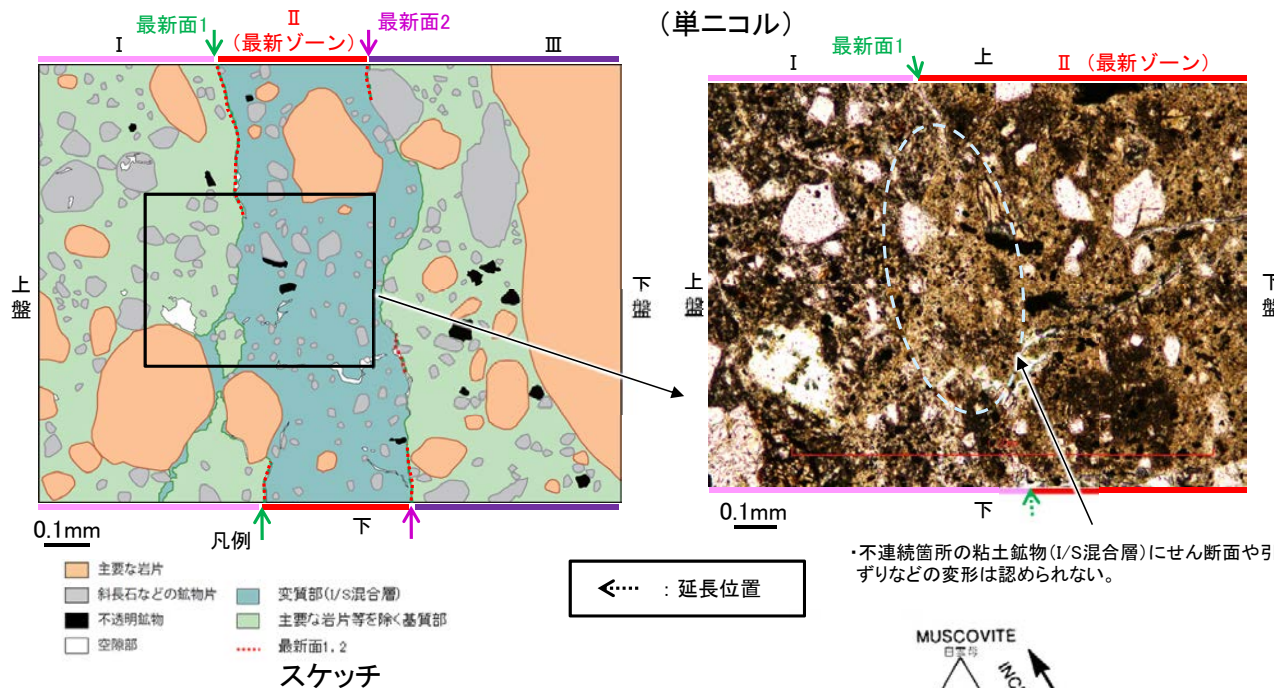 (単ニコル)
最新面1
Ⅱ
(最新ゾーン)
最新面2
Ⅰ
Ⅲ
上盤
下盤
0.1mm
凡例
下
主要な岩片
斜長石などの鉱物片
不透明鉱物
空隙部
変質部(I/S混合層)
主要な岩片等を除く基質部
最新面1, 2
スケッチ
最新面1
Ⅰ
上
Ⅱ (最新ゾーン)
上盤
下盤
下
0.1mm
・不連続箇所の粘土鉱物(I/S混合層)にせん断面や引
ずりなどの変形は認められない。
:延長位置
MUSCOVITE
白雲母